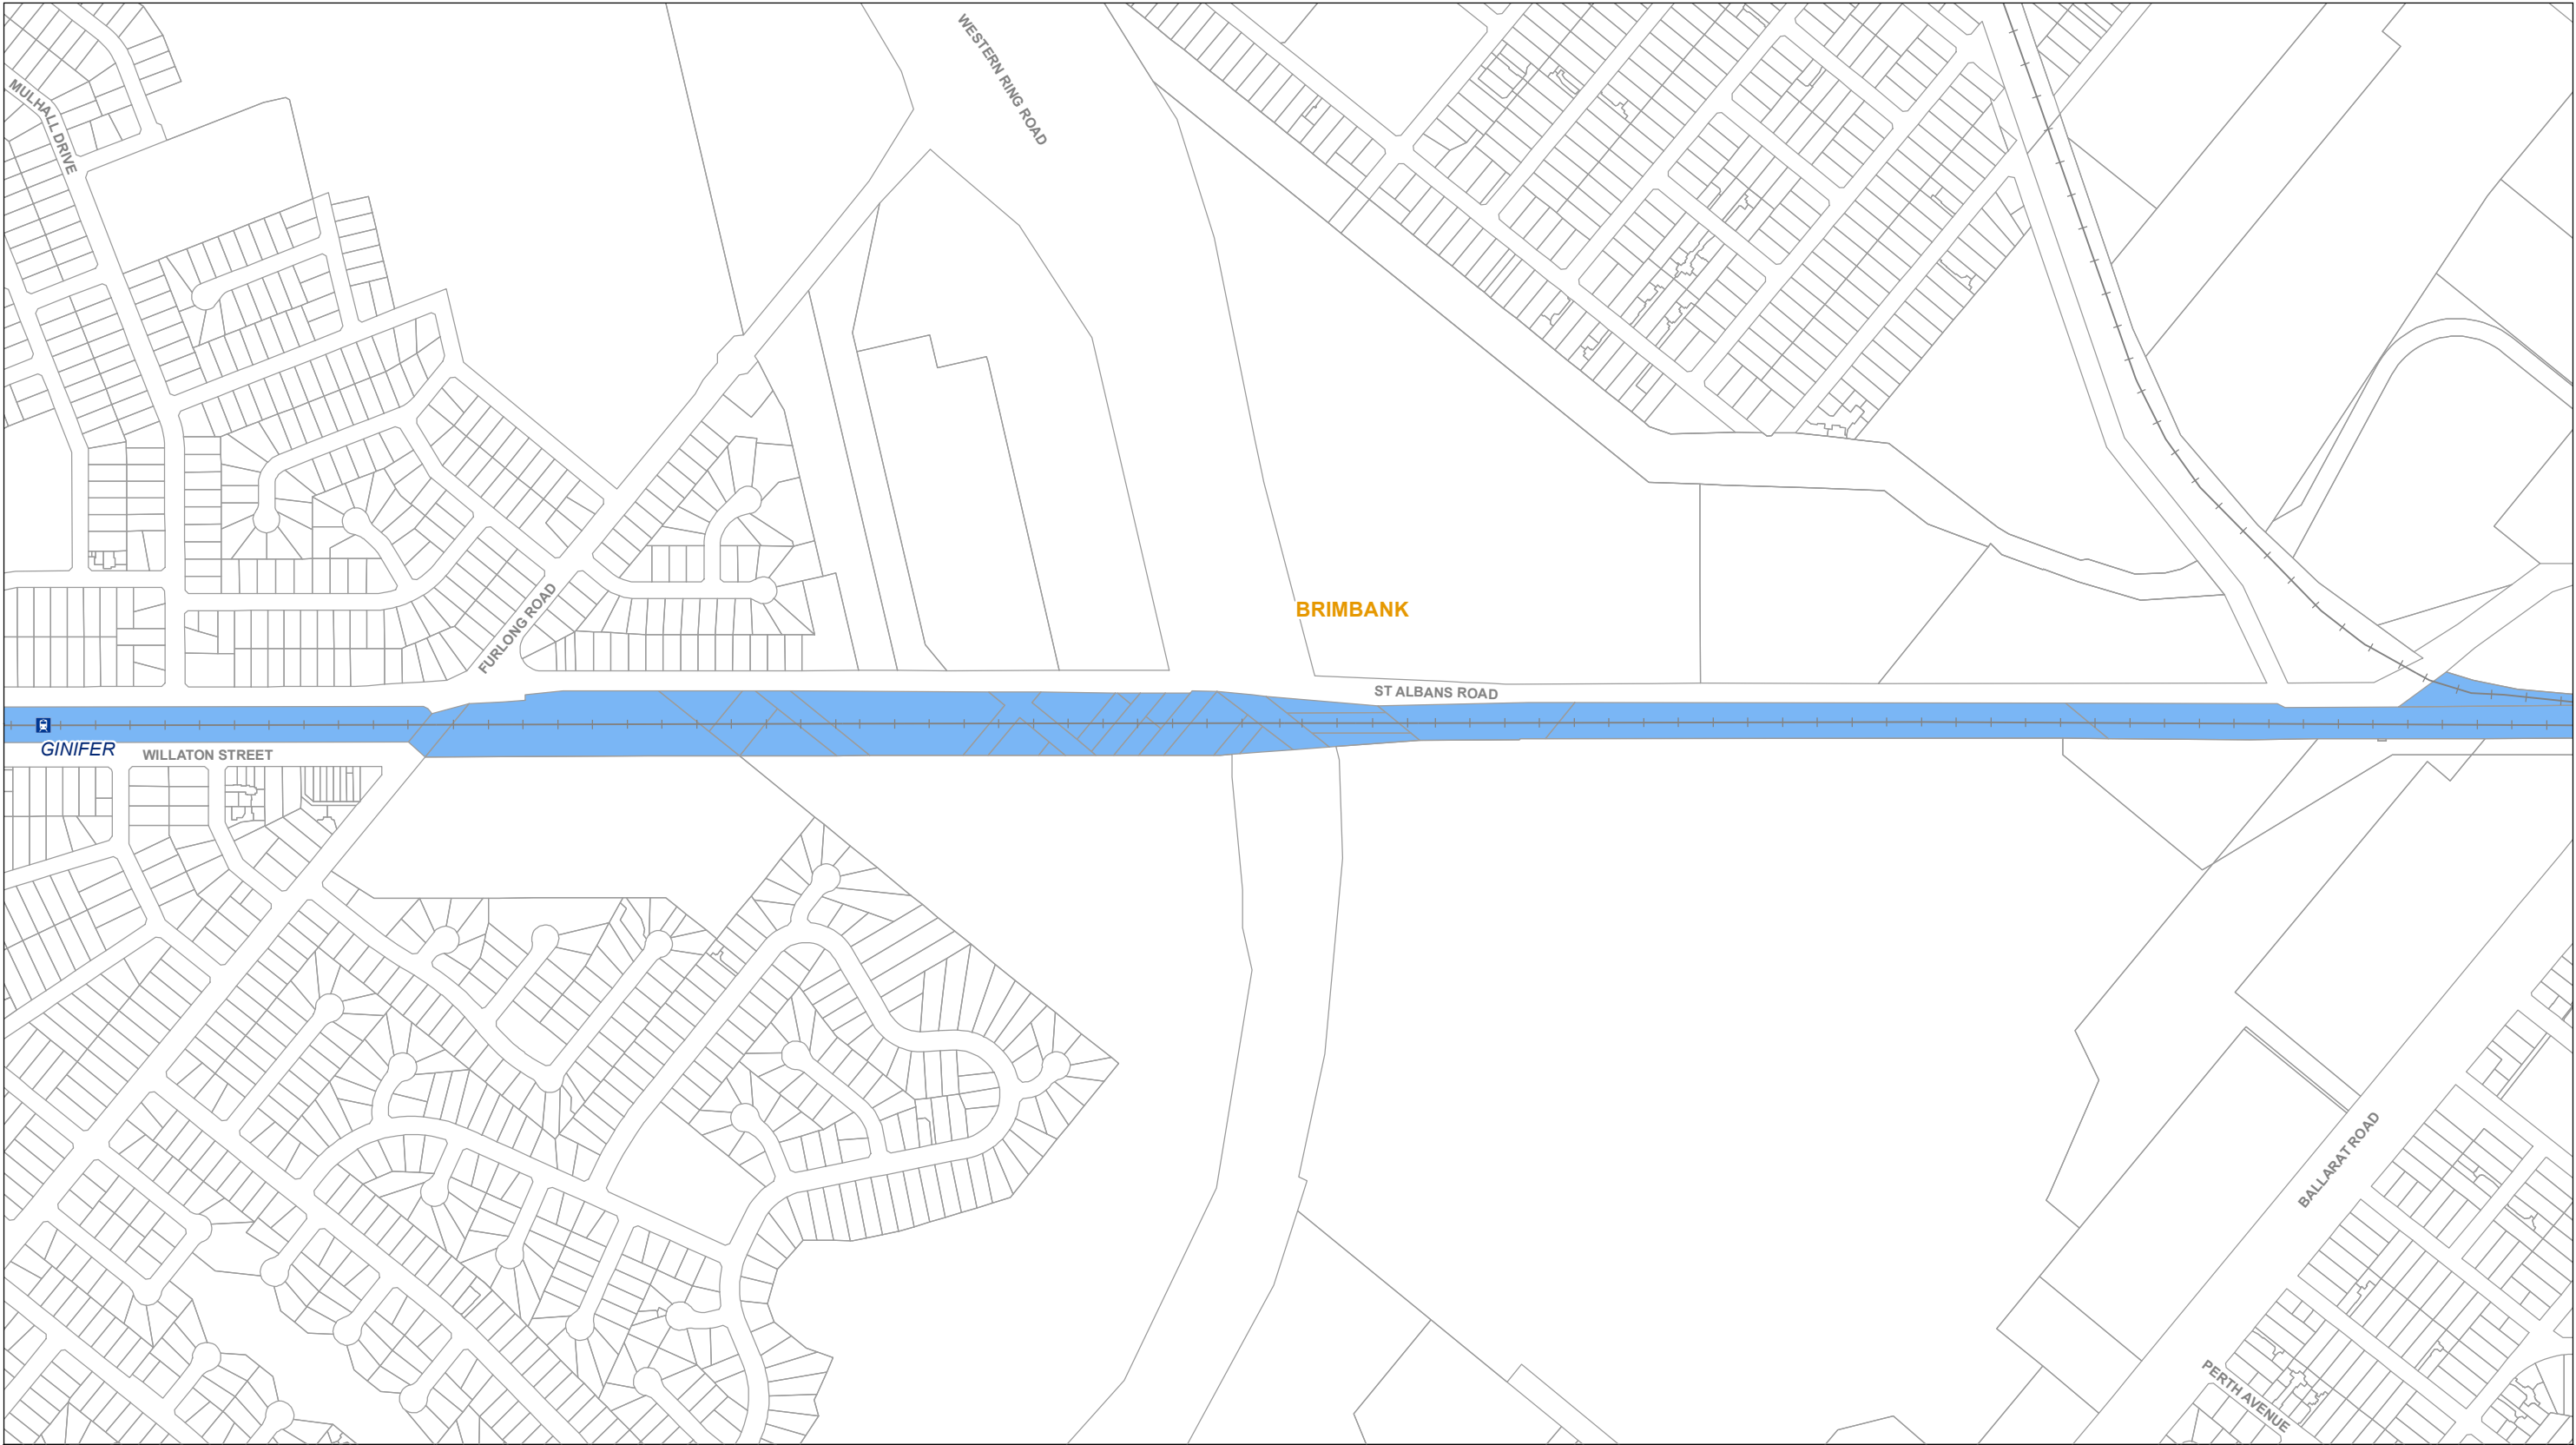 WESTERN RING ROAD
MULHALL DRIVE
FURLONG ROAD
BRIMBANK
ST ALBANS ROAD
GINIFER
WILLATON STREET
BALLARAT ROAD
PERTH AVENUE